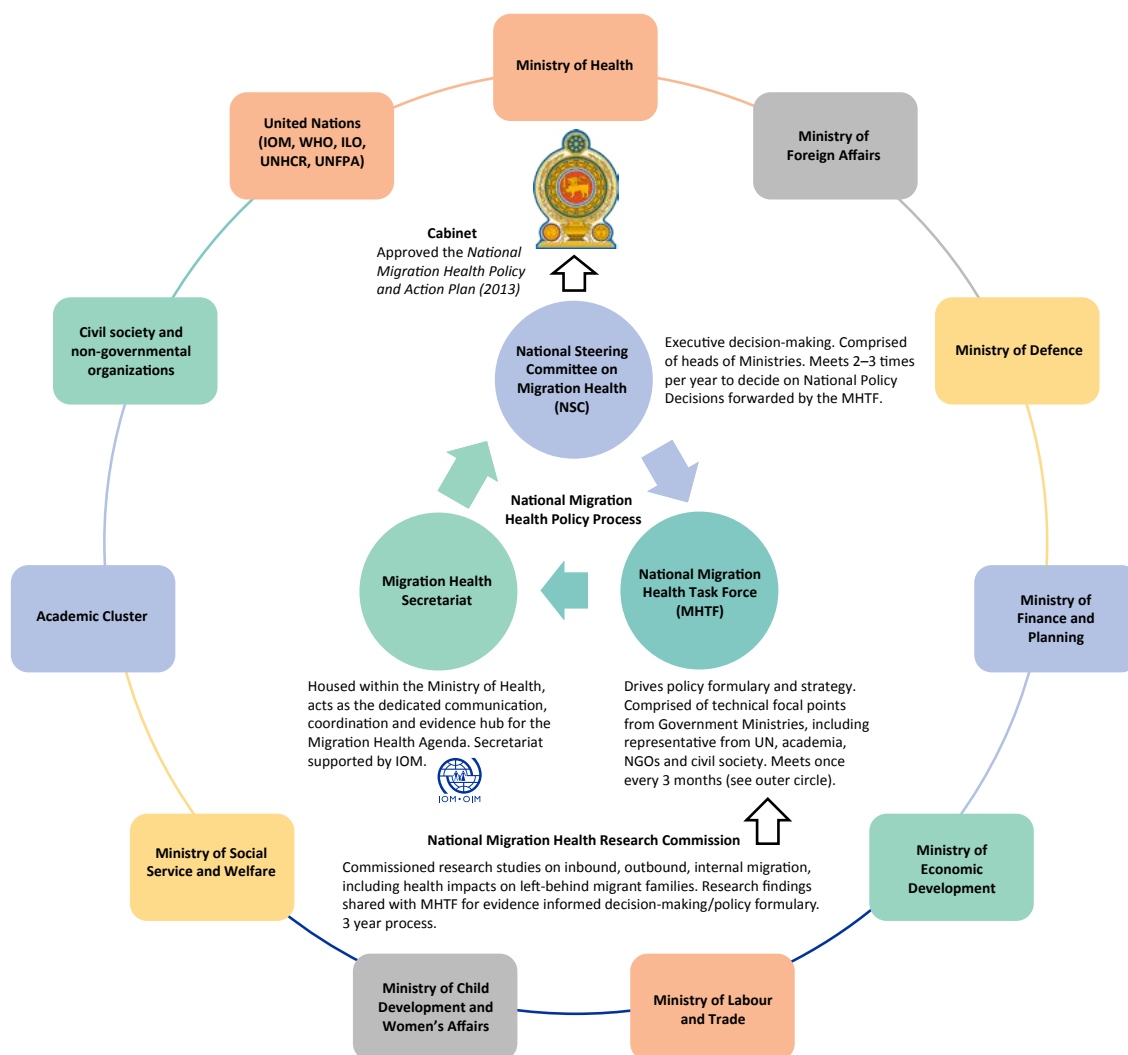 Ministry of Health
United Nations
(IOM, WHO, ILO,
UNHCR, UNFPA)
Ministry of
Foreign Affairs
Cabinet
Approved the National
Migration Health Policy
and Action Plan (2013)
Civil society and
non-governmental
organizations
National Steering
Committee on
Migration Health
(NSC)
Executive decision-making. Comprised
of heads of Ministries. Meets 2–3 times
per year to decide on National Policy
Decisions forwarded by the MHTF.
Ministry of Defence
National Migration
Health Policy Process
Academic Cluster
Migration Health
Secretariat
National Migration
Health Task Force
(MHTF)
Ministry of
Finance and
Planning
Housed within the Ministry of Health,
acts as the dedicated communication,
coordination and evidence hub for the
Migration Health Agenda. Secretariat
supported by IOM.
IOM•OIM
Drives policy formulary and strategy.
Comprised of technical focal points
from Government Ministries, including
representative from UN, academia,
NGOs and civil society. Meets once
every 3 months (see outer circle).
National Migration Health Research Commission
Commissioned research studies on inbound, outbound, internal migration,
including health impacts on left-behind migrant families. Research findings
shared with MHTF for evidence informed decision-making/policy formulary.
3 year process.
Ministry of Social
Service and Welfare
Ministry of
Economic
Development
Ministry of Child
Development and
Women's Affairs
Ministry of Labour
and Trade